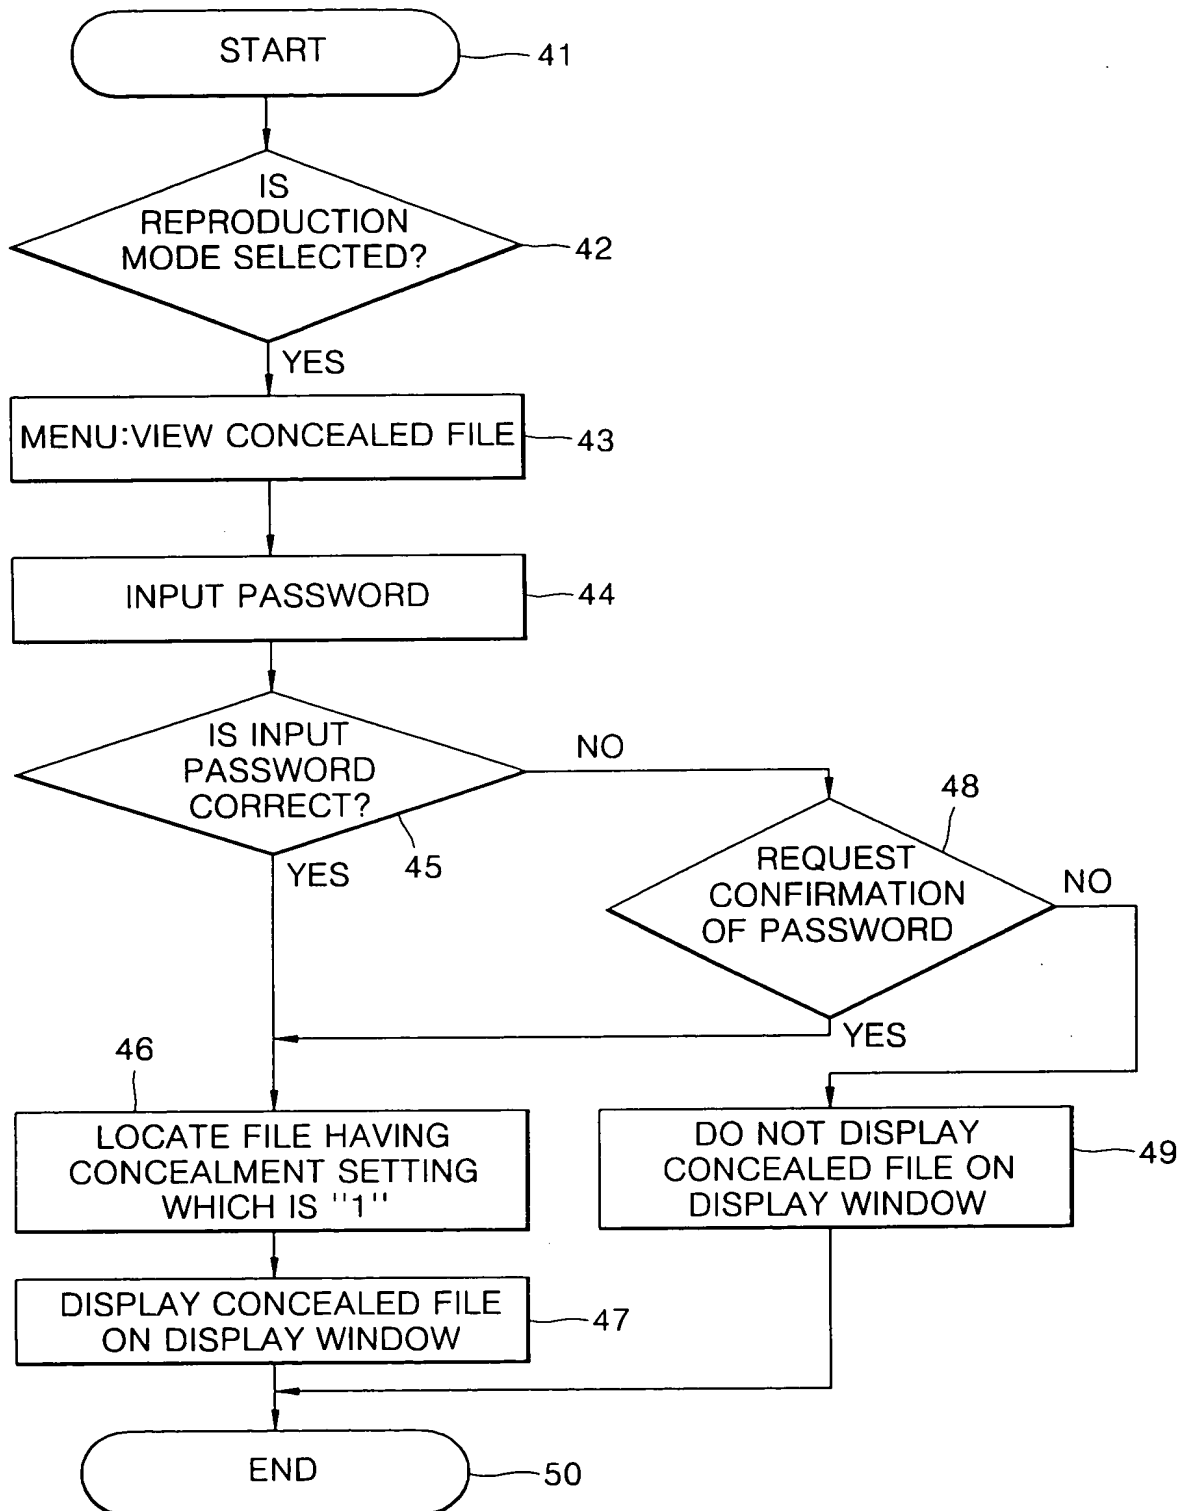 START
41
IS
REPRODUCTION
MODE SELECTED?
42
YES
MENU:VIEW CONCEALED FILE
43
INPUT PASSWORD
44
IS INPUT
PASSWORD
CORRECT?
45
NO
YES
48
REQUEST
CONFIRMATION
OF PASSWORD
NO
YES
46
LOCATE FILE HAVING
CONCEALMENT SETTING
WHICH IS "1"
DO NOT DISPLAY
CONCEALED FILE ON
DISPLAY WINDOW
49
DISPLAY CONCEALED FILE
ON DISPLAY WINDOW
47
END
50